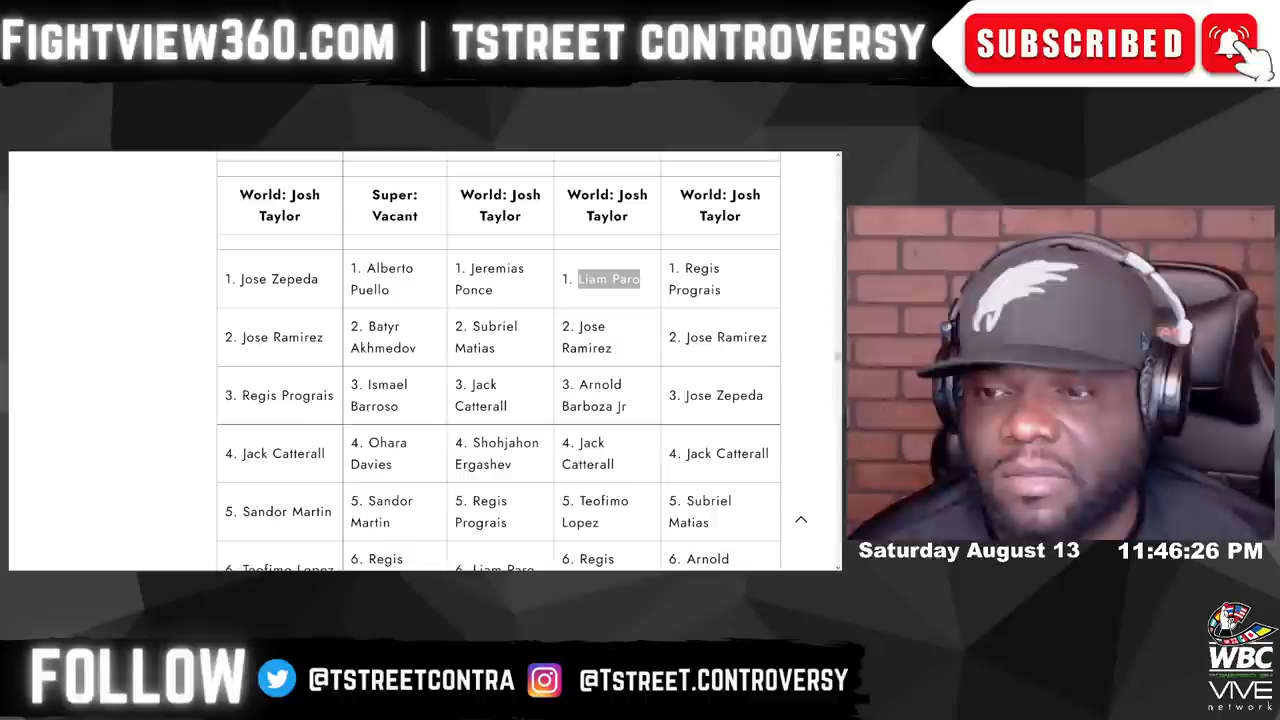 FIGHTVIEW360.COM | TSTREET CONTROVERSY
SUBSCRIBED
World: Josh Taylor
Super: Vacant
World: Josh Taylor
World: Josh Taylor
World: Josh Taylor
1. Jose Zepeda
1. Alberto Puello
1. Jeremias Ponce
1. Liam Paro
1. Regis Prograis
2. Jose Ramirez
2. Batyr Akhmedov
2. Subriel Matias
2. Jose Ramirez
2. Jose Ramirez
3. Regis Prograis
3. Ismael Barroso
3. Jack Catterall
3. Arnold Barboza Jr
3. Jose Zepeda
4. Jack Catterall
4. Ohara Davies
4. Shohjahon Ergashev
4. Jack Catterall
4. Jack Catterall
5. Sandor Martin
5. Sandor Martin
5. Regis Prograis
5. Teofimo Lopez
5. Subriel Matias
6. Teofimo Lopez
6. Regis
6. Liam Paro
6. Regis
6. Arnold
Saturday August 13 11:46:26 PM
FOLLOW @TSTREETCONTRA @TSTREET.CONTROVERSY
WBC
VIVE
network